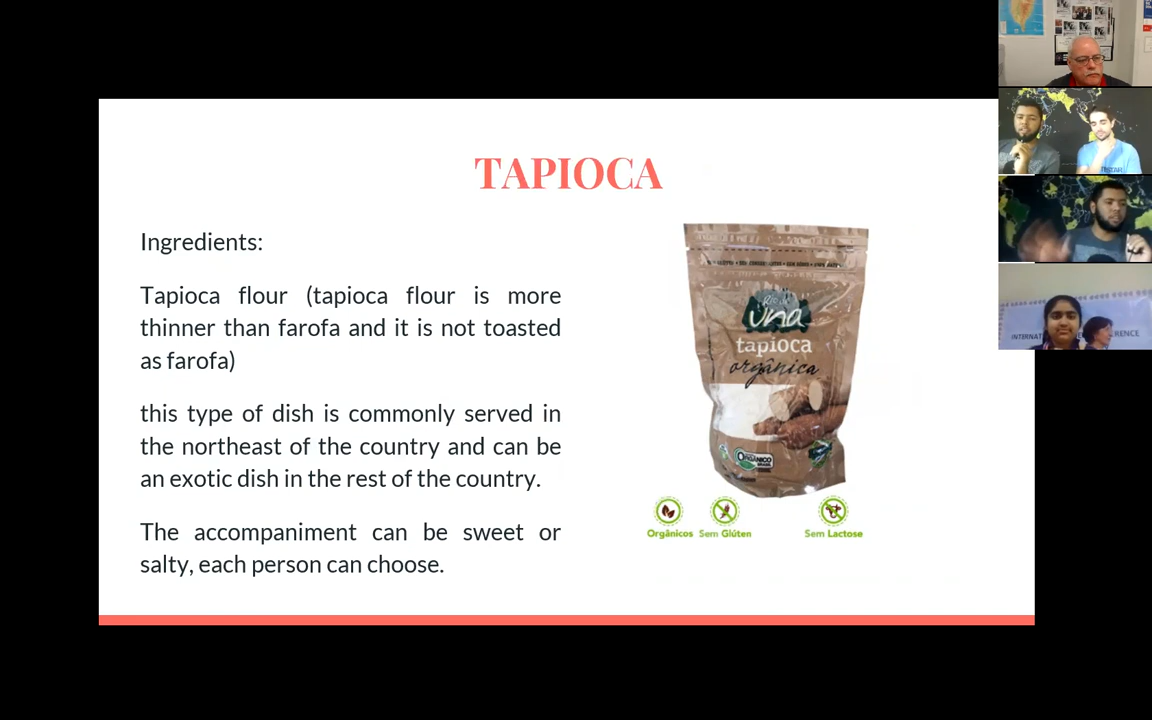 TAPIOCA
Ingredients:
Tapioca flour (tapioca flour is more
thinner than farofa and it is not toasted
as farofa)
this type of dish is commonly served in
the northeast of the country and can be
an exotic dish in the rest of the country.
The accompaniment can be sweet or
salty, each person can choose.
Rio de
Una
tapioca
orgânica
ORGÂNICO
Orgânicos Sem Glúten Sem Lactose